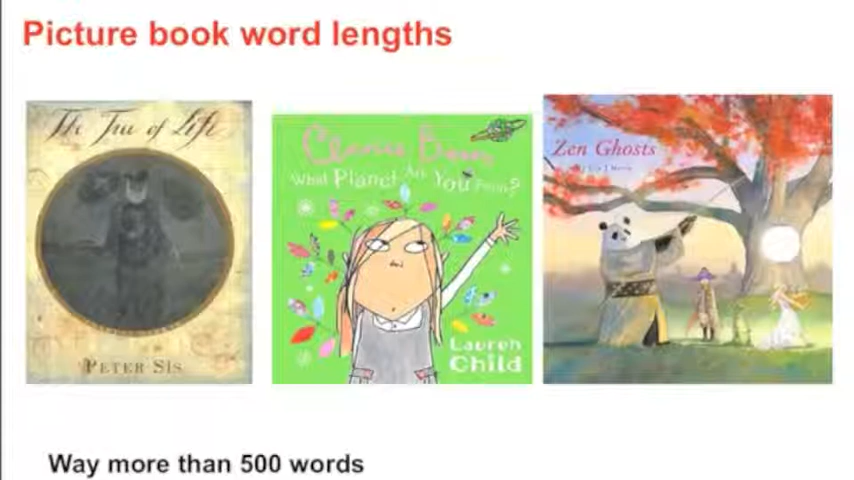 Picture book word lengths
The Tree of Life
PETER SÍS
Clarice Bean
What Planet Are You From?
Lauren
Child
Zen Ghosts
Way more than 500 words